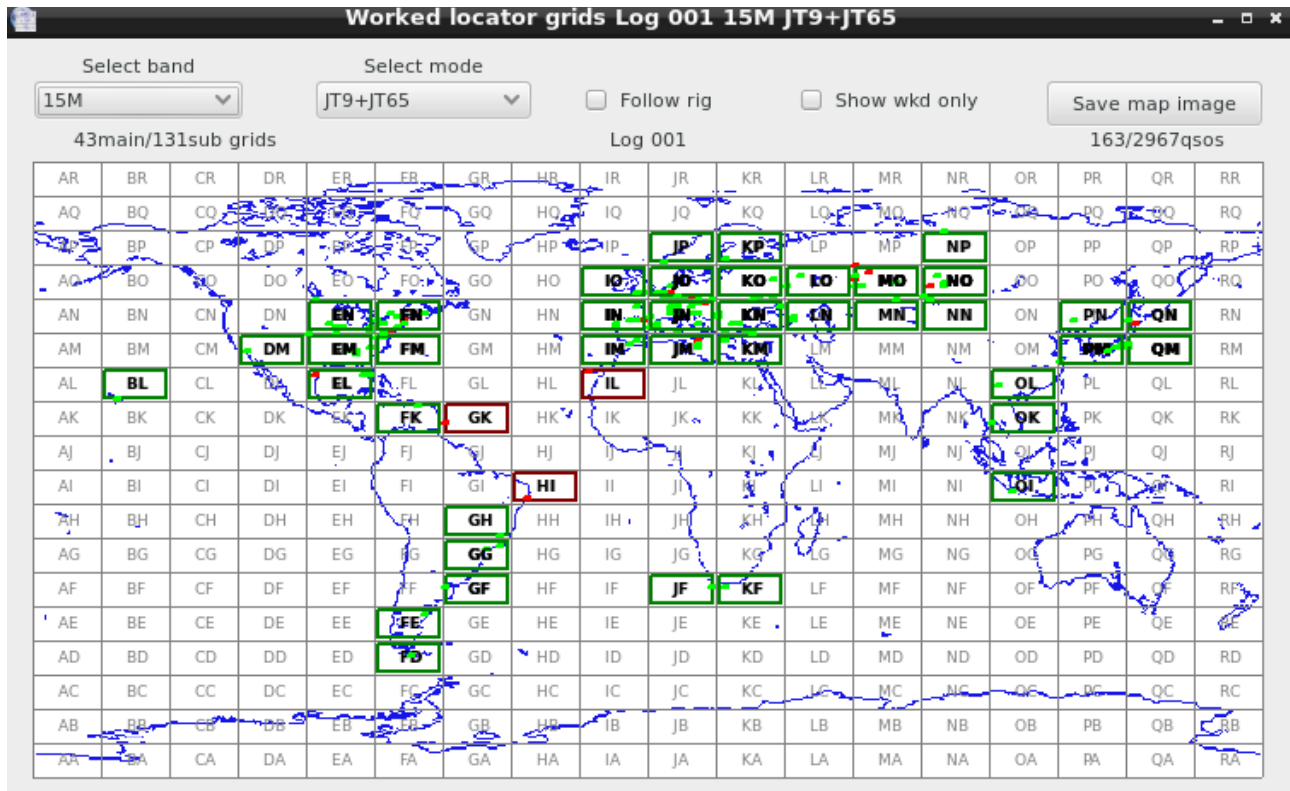 Worked locator grids Log 001 15M JT9+JT65
Select band Select mode
15M JT9+JT65 Follow rig Show wkd only Save map image
43main/131sub grids Log 001 163/2967qsos
AR BR CR DR ER FR GR HR IR JR KR LR MR NR OR PR QR RR
AQ BQ CQ DQ EQ FQ GQ HQ IQ JQ KQ LQ MQ NQ OQ PQ QQ RQ
AP BP CP DP EP FP GP HP IP JP KP LP MP NP OP PP QP RP
AO BO CO DO EO FO GO HO IO JO KO LO MO NO OO PO QO RO
AN BN CN DN EN FN GN HN IN JN KN LN MN NN ON PN QN RN
AM BM CM DM EM FM GM HM IM JM KM LM MM NM OM PM QM RM
AL BL CL DL EL FL GL HL IL JL KL LL ML NL OL PL QL RL
AK BK CK DK EK FK GK HK IK JK KK LK MK NK OK PK QK RK
AJ BJ CJ DJ EJ FJ GJ HJ IJ JJ KJ LJ MJ NJ OJ PJ QJ RJ
AI BI CI DI EI FI GI HI II JI KI LI MI NI OI PI QI RI
AH BH CH DH EH FH GH HH IH JH KH LH MH NH OH PH QH RH
AG BG CG DG EG FG GG HG IG JG KG LG MG NG OG PG QG RG
AF BF CF DF EF FF GF HF IF JF KF LF MF NF OF PF QF RF
AE BE CE DE EE FE GE HE IE JE KE LE ME NE OE PE QE RE
AD BD CD DD ED FD GD HD ID JD KD LD MD ND OD PD QD RD
AC BC CC DC EC FC GC HC IC JC KC LC MC NC OC PC QC RC
AB BB CB DB EB FB GB HB IB JB KB LB MB NB OB PB QB RB
AA BA CA DA EA FA GA HA IA JA KA LA MA NA OA PA QA RA